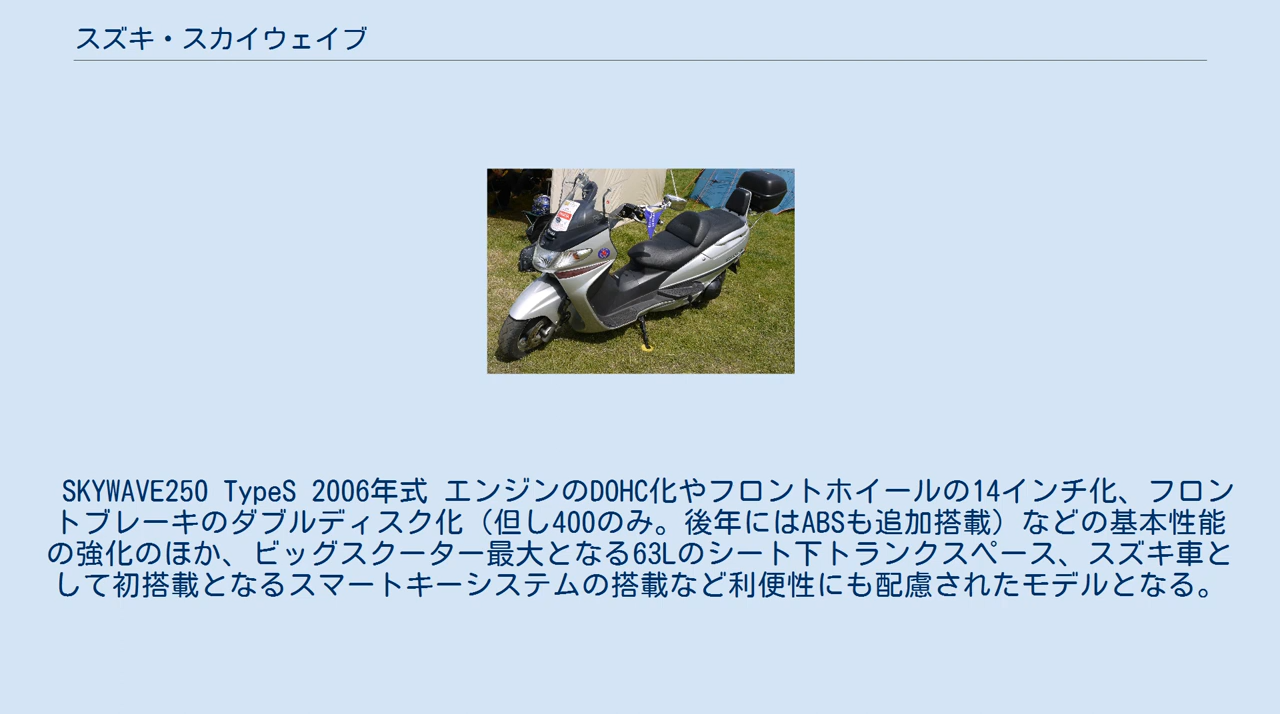 スズキ・スカイウェイブ
SKYWAVE250 TypeS 2006年式 エンジンのDOHC化やフロントホイールの14インチ化、フロン
トブレーキのダブルディスク化（但し400のみ。後年にはABSも追加搭載）などの基本性能
の強化のほか、ビッグスクーター最大となる63Lのシート下トランクスペース、スズキ車と
して初搭載となるスマートキーシステムの搭載など利便性にも配慮されたモデルとなる。